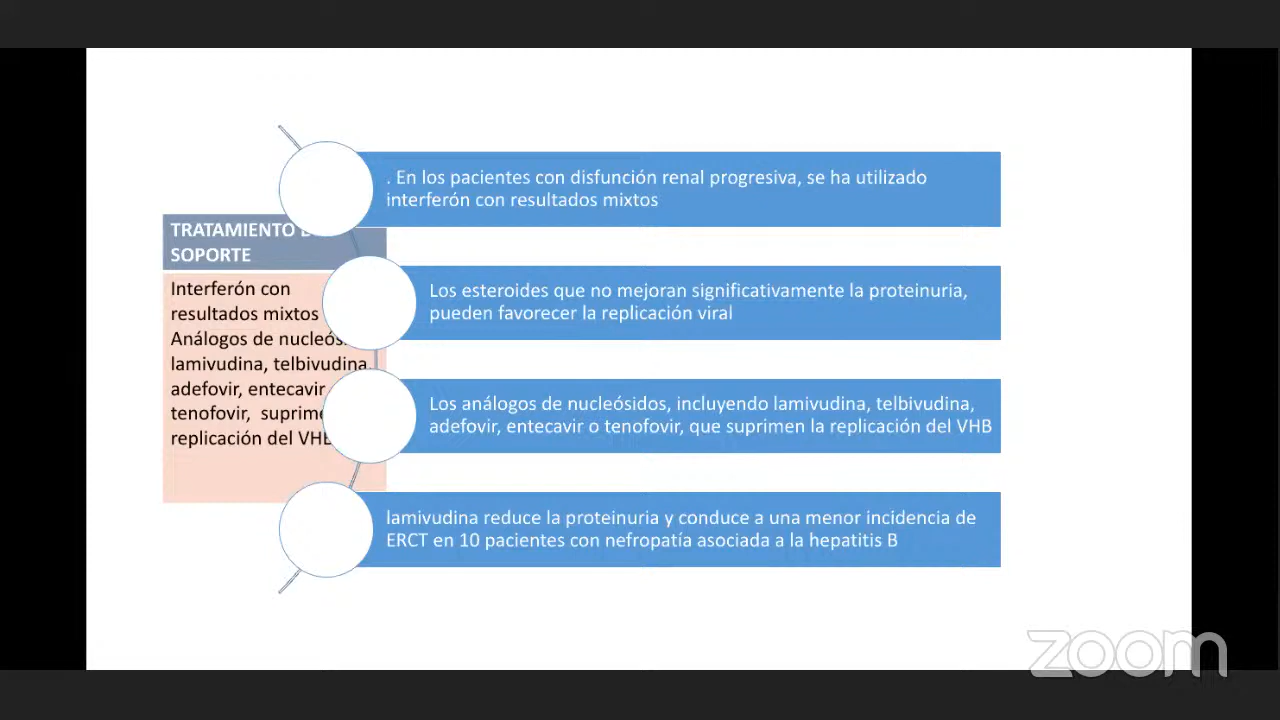 . En los pacientes con disfunción renal progresiva, se ha utilizado
interferón con resultados mixtos
TRATAMIENTO
SOPORTE
Interferón con
resultados mixtos
Análogos de
lamivudina, telbivudina,
adefovir, entecavir
tenofovir,
replicación del
Los esteroides que no mejoran significativamente la proteinuria,
pueden favorecer la replicación viral
Los análogos de nucleósidos, incluyendo lamivudina, telbivudina,
adefovir, entecavir o tenofovir, que suprimen la replicación del VHB
lamivudina reduce la proteinuria y conduce a una menor incidencia de
ERCT en 10 pacientes con nefropatía asociada a la hepatitis B
zoom